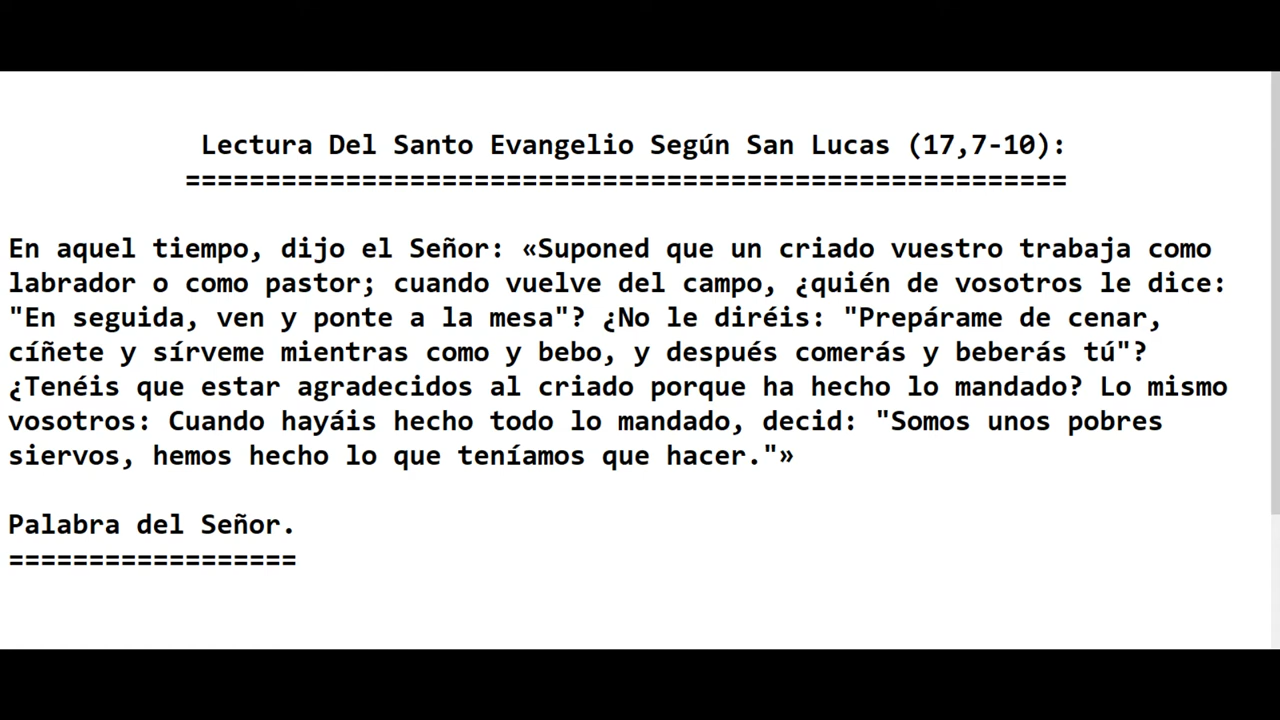 Lectura Del Santo Evangelio Según San Lucas (17,7-10):
=======================================================
En aquel tiempo, dijo el Señor: «Suponed que un criado vuestro trabaja como
labrador o como pastor; cuando vuelve del campo, ¿quién de vosotros le dice:
"En seguida, ven y ponte a la mesa"? ¿No le diréis: "Prepárame de cenar,
cíñete y sírveme mientras como y bebo, y después comerás y beberás tú"?
¿Tenéis que estar agradecidos al criado porque ha hecho lo mandado? Lo mismo
vosotros: Cuando hayáis hecho todo lo mandado, decid: "Somos unos pobres
siervos, hemos hecho lo que teníamos que hacer."»
Palabra del Señor.
==================